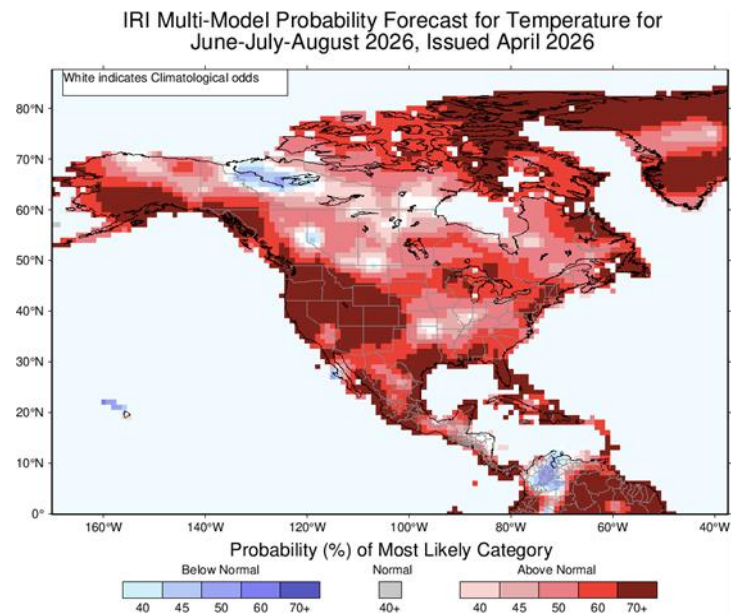 IRI Multi-Model Probability Forecast for Temperature for
June-July-August 2026, Issued April 2026
White indicates Climatological odds
80°N
70°N
60°N
50°N
40°N
30°N
20°N
10°N
0°
160°W 140°W 120°W 100°W 80°W 60°W 40°W
Probability (%) of Most Likely Category
Below Normal Normal Above Normal
40 45 50 60 70+ 40+ 40 45 50 60 70+